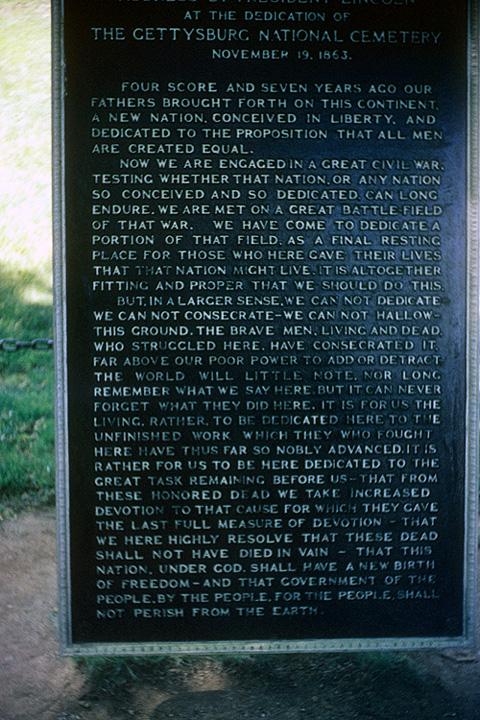 ADDRESS BY PRESIDENT LINCOLN
AT THE DEDICATION OF
THE GETTYSBURG NATIONAL CEMETERY
NOVEMBER 19, 1863.
FOUR SCORE AND SEVEN YEARS AGO OUR
FATHERS BROUGHT FORTH ON THIS CONTINENT,
A NEW NATION, CONCEIVED IN LIBERTY, AND
DEDICATED TO THE PROPOSITION THAT ALL MEN
ARE CREATED EQUAL.
NOW WE ARE ENGAGED IN A GREAT CIVIL WAR,
TESTING WHETHER THAT NATION, OR ANY NATION
SO CONCEIVED AND SO DEDICATED, CAN LONG
ENDURE. WE ARE MET ON A GREAT BATTLE-FIELD
OF THAT WAR. WE HAVE COME TO DEDICATE A
PORTION OF THAT FIELD, AS A FINAL RESTING
PLACE FOR THOSE WHO HERE GAVE THEIR LIVES
THAT THAT NATION MIGHT LIVE. IT IS ALTOGETHER
FITTING AND PROPER THAT WE SHOULD DO THIS.
BUT, IN A LARGER SENSE, WE CAN NOT DEDICATE-
WE CAN NOT CONSECRATE-WE CAN NOT HALLOW-
THIS GROUND. THE BRAVE MEN, LIVING AND DEAD,
WHO STRUGGLED HERE, HAVE CONSECRATED IT,
FAR ABOVE OUR POOR POWER TO ADD OR DETRACT.
THE WORLD WILL LITTLE NOTE, NOR LONG
REMEMBER WHAT WE SAY HERE, BUT IT CAN NEVER
FORGET WHAT THEY DID HERE. IT IS FOR US THE
LIVING, RATHER, TO BE DEDICATED HERE TO THE
UNFINISHED WORK WHICH THEY WHO FOUGHT
HERE HAVE THUS FAR SO NOBLY ADVANCED. IT IS
RATHER FOR US TO BE HERE DEDICATED TO THE
GREAT TASK REMAINING BEFORE US-THAT FROM
THESE HONORED DEAD WE TAKE INCREASED
DEVOTION TO THAT CAUSE FOR WHICH THEY GAVE
THE LAST FULL MEASURE OF DEVOTION - THAT
WE HERE HIGHLY RESOLVE THAT THESE DEAD
SHALL NOT HAVE DIED IN VAIN - THAT THIS
NATION, UNDER GOD, SHALL HAVE A NEW BIRTH
OF FREEDOM-AND THAT GOVERNMENT OF THE
PEOPLE, BY THE PEOPLE, FOR THE PEOPLE, SHALL
NOT PERISH FROM THE EARTH.